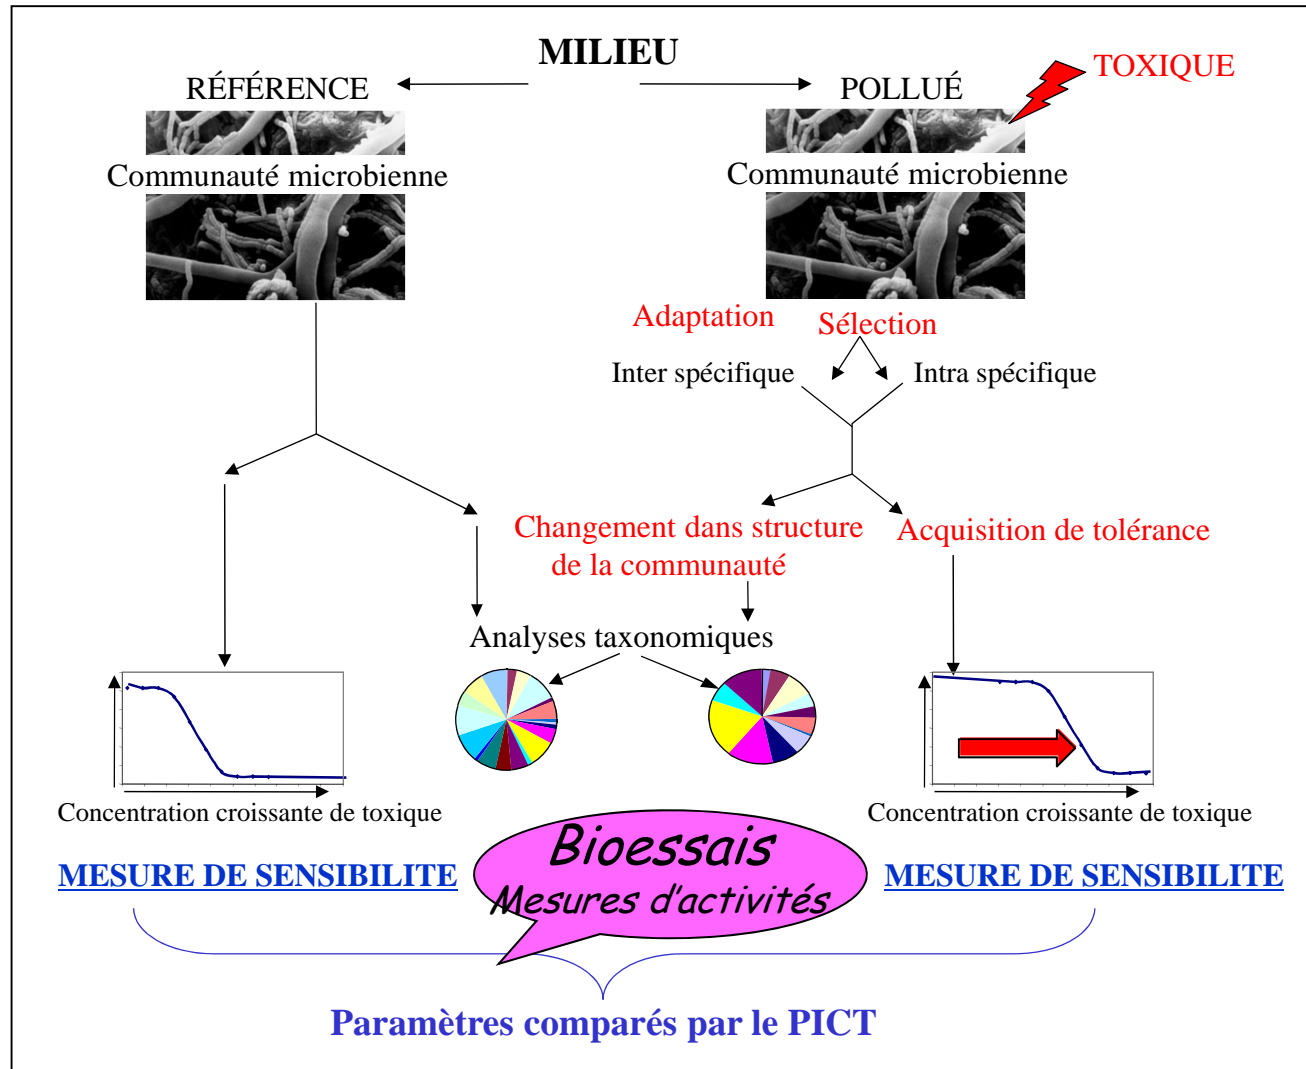 MILIEU
RÉFÉRENCE
POLLUÉ
TOXIQUE
Communauté microbienne
Communauté microbienne
Adaptation
Sélection
Inter spécifique
Intra spécifique
Changement dans structure
de la communauté
Acquisition de tolérance
Analyses taxonomiques
Concentration croissante de toxique
Concentration croissante de toxique
Bioessais
Mesures d'activités
MESURE DE SENSIBILITE
MESURE DE SENSIBILITE
Paramètres comparés par le PICT